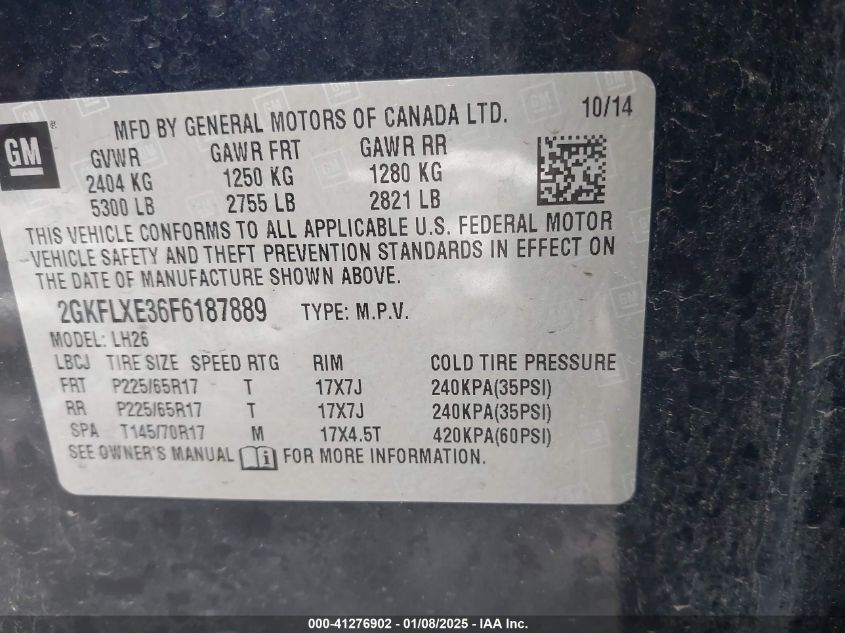 GM
MFD BY GENERAL MOTORS OF CANADA LTD. 10/14
GVWR GAWR FRT GAWR RR
2404 KG 1250 KG 1280 KG
5300 LB 2755 LB 2821 LB
THIS VEHICLE CONFORMS TO ALL APPLICABLE U.S. FEDERAL MOTOR
VEHICLE SAFETY AND THEFT PREVENTION STANDARDS IN EFFECT ON
THE DATE OF MANUFACTURE SHOWN ABOVE.
2GKFLXE36F6187889 TYPE: M.P.V.
MODEL: LH26
LBCJ TIRE SIZE SPEED RTG RIM COLD TIRE PRESSURE
FRT P225/65R17 T 17X7J 240KPA(35PSI)
RR P225/65R17 T 17X7J 240KPA(35PSI)
SPA T145/70R17 M 17X4.5T 420KPA(60PSI)
SEE OWNER'S MANUAL FOR MORE INFORMATION.
000-41276902 - 01/08/2025 - IAA Inc.